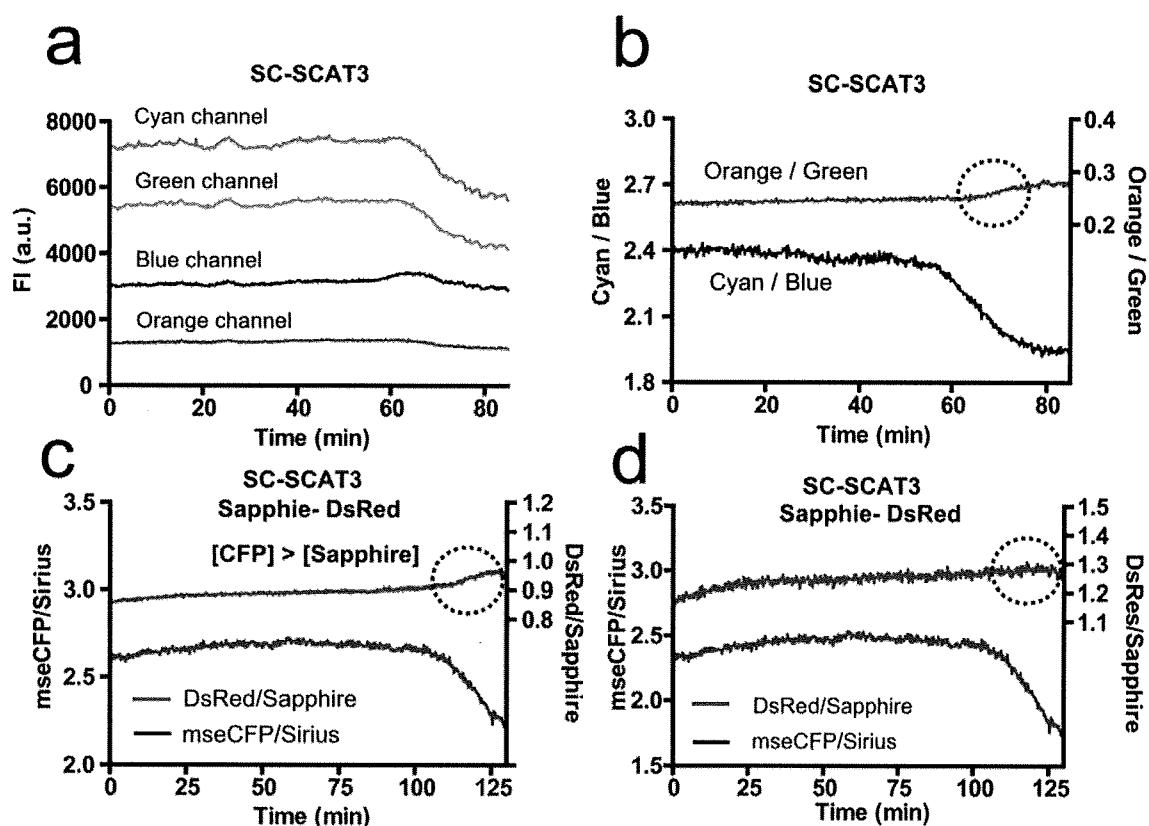 a
SC-SCAT3
Cyan channel
Green channel
Blue channel
Orange channel
FI (a.u.)
8000
6000
4000
2000
0
0 20 40 60 80
Time (min)
b
SC-SCAT3
Orange / Green
Cyan / Blue
Cyan / Blue
3.0
2.7
2.4
2.1
1.8
0.4
0.3
0.2
Orange / Green
0 20 40 60 80
Time (min)
c
SC-SCAT3
Sapphie- DsRed
[CFP] > [Sapphire]
mseCFP/Sirius
3.5
3.0
2.5
2.0
1.2
1.1
1.0
0.9
0.8
DsRed/Sapphire
DsRed/Sapphire
mseCFP/Sirius
0 25 50 75 100 125
Time (min)
d
SC-SCAT3
Sapphie- DsRed
mseCFP/Sirius
3.5
3.0
2.5
2.0
1.5
1.5
1.4
1.3
1.2
1.1
DsRes/Sapphire
DsRed/Sapphire
mseCFP/Sirius
0 25 50 75 100 125
Time (min)